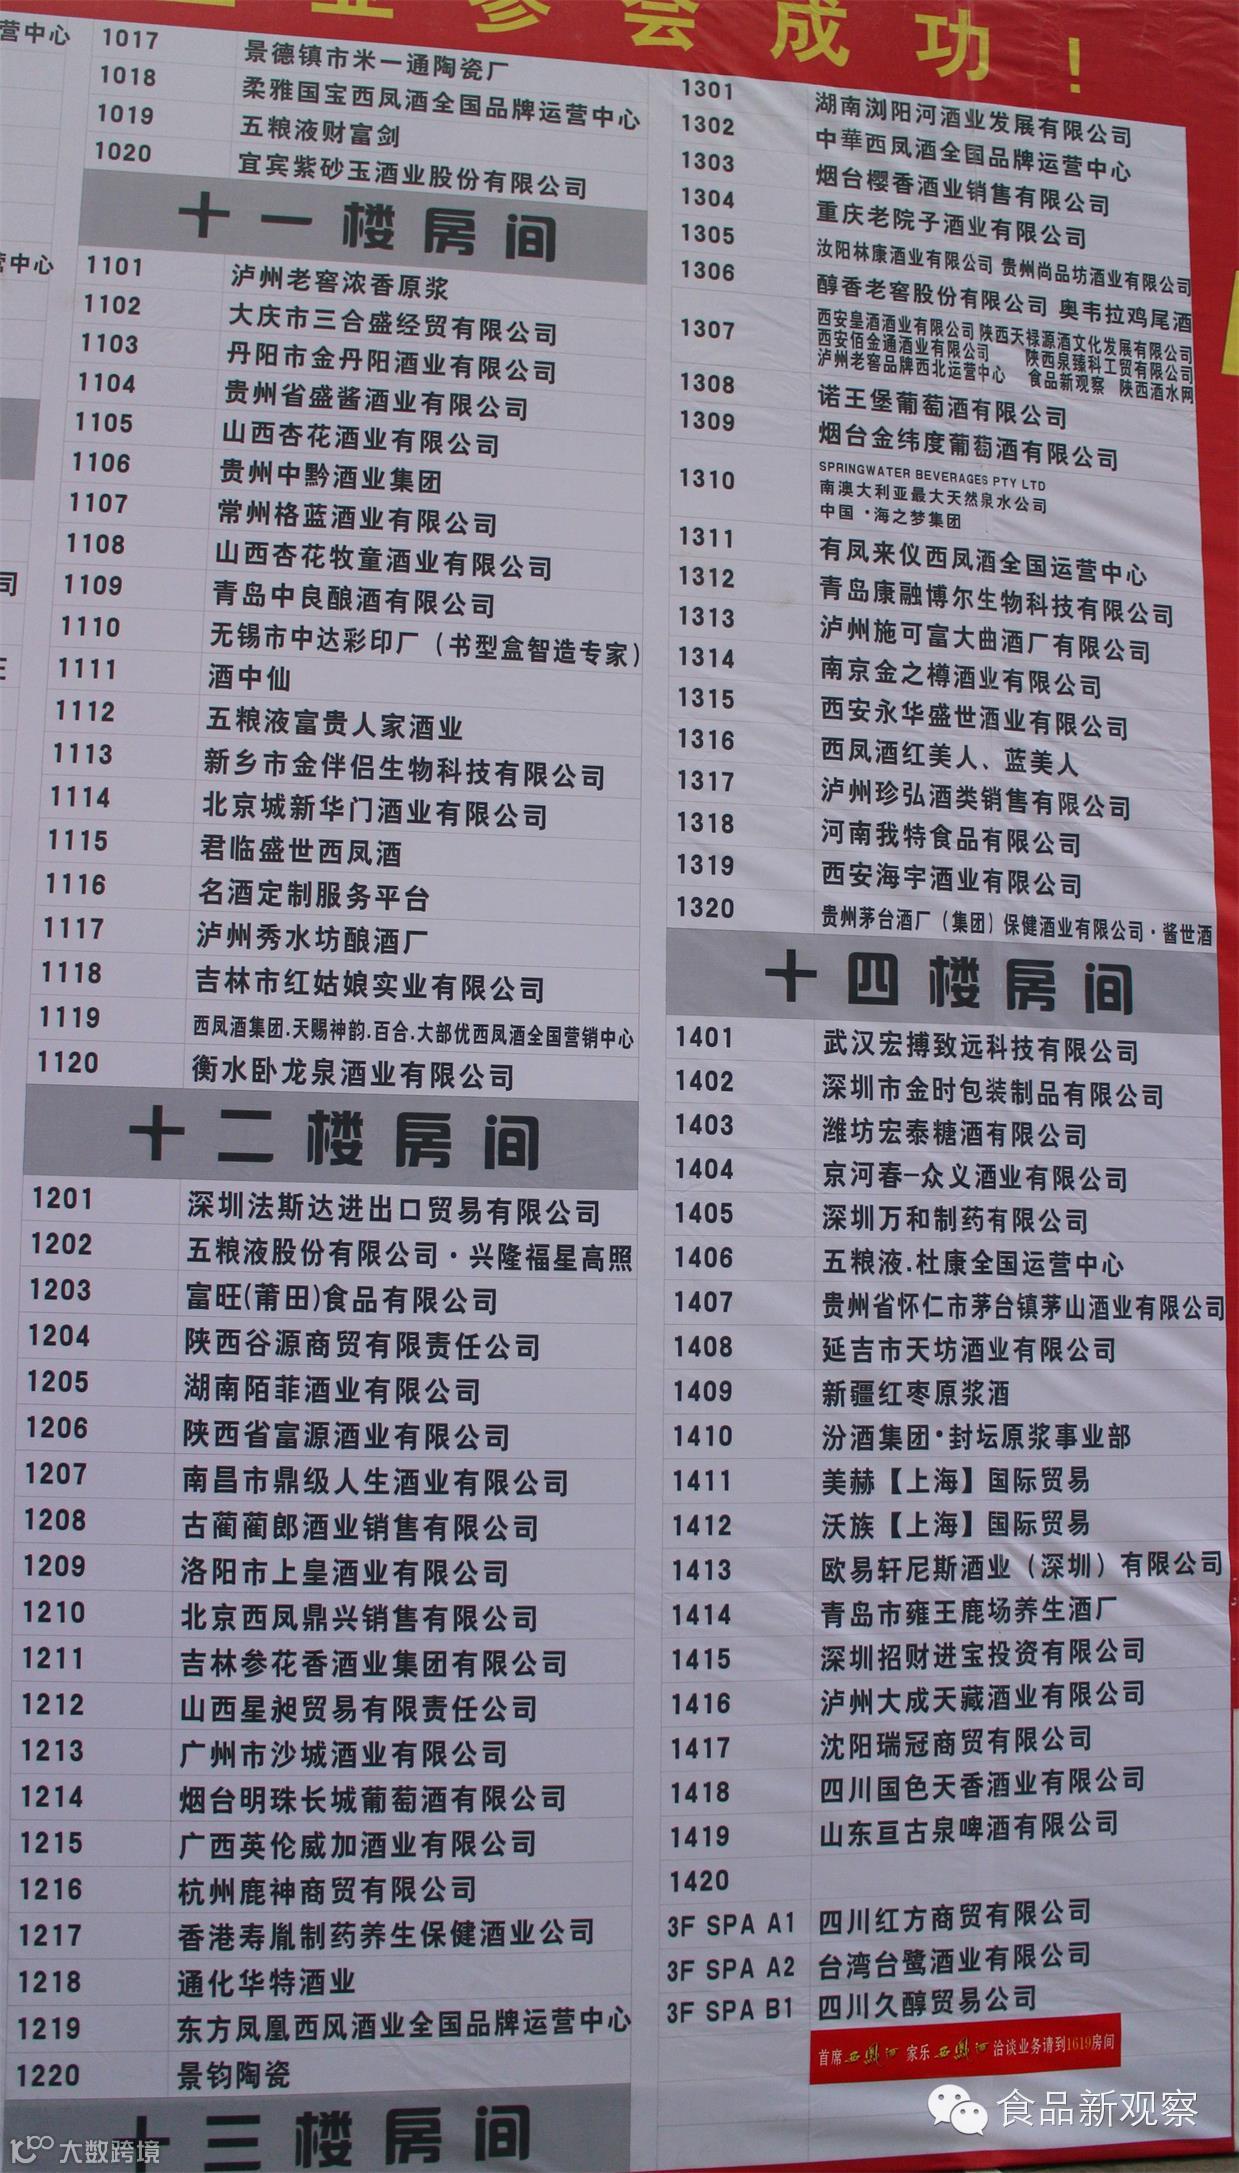 业参会成功！
营中心
营中心
司
1017 景德镇市米一通陶瓷厂
1018 柔雅国宝西凤酒全国品牌运营中心
1019 五粮液财富剑
1020 宜宾紫砂玉酒业股份有限公司
十一楼房间
1101 泸州老窖浓香原浆
1102 大庆市三合盛经贸有限公司
1103 丹阳市金丹阳酒业有限公司
1104 贵州省盛酱酒业有限公司
1105 山西杏花酒业有限公司
1106 贵州中黔酒业集团
1107 常州格蓝酒业有限公司
1108 山西杏花牧童酒业有限公司
1109 青岛中良酿酒有限公司
1110 无锡市中达彩印厂（书型盒智造专家）
1111 酒中仙
1112 五粮液富贵人家酒业
1113 新乡市金伴侣生物科技有限公司
1114 北京城新华门酒业有限公司
1115 君临盛世西凤酒
1116 名酒定制服务平台
1117 泸州秀水坊酿酒厂
1118 吉林市红姑娘实业有限公司
1119 西凤酒集团.天赐神韵.百合.大部优西凤酒全国营销中心
1120 衡水卧龙泉酒业有限公司
十二楼房间
1201 深圳法斯达进出口贸易有限公司
1202 五粮液股份有限公司·兴隆福星高照
1203 富旺(莆田)食品有限公司
1204 陕西谷源商贸有限责任公司
1205 湖南陌菲酒业有限公司
1206 陕西省富源酒业有限公司
1207 南昌市鼎级人生酒业有限公司
1208 古蔺蔺郎酒业销售有限公司
1209 洛阳市上皇酒业有限公司
1210 北京西凤鼎兴销售有限公司
1211 吉林参花香酒业集团有限公司
1212 山西星昶贸易有限责任公司
1213 广州市沙城酒业有限公司
1214 烟台明珠长城葡萄酒有限公司
1215 广西英伦威加酒业有限公司
1216 杭州鹿神商贸有限公司
1217 香港寿胤制药养生保健酒业公司
1218 通化华特酒业
1219 东方凤凰西风酒业全国品牌运营中心
1220 景钧陶瓷
十三楼房间
1301 湖南浏阳河酒业发展有限公司
1302 中華西凤酒全国品牌运营中心
1303 烟台樱香酒业销售有限公司
1304 重庆老院子酒业有限公司
1305 汝阳林康酒业有限公司 贵州尚品坊酒业有限公司
1306 醇香老窖股份有限公司 奥韦拉鸡尾酒
1307 西安皇酒酒业有限公司 陕西天禄源酒文化发展有限公司
西安佰金通酒业有限公司 陕西泉臻科工贸有限公司
泸州老窖品牌西北运营中心 食品新观察 陕西酒水网
1308 诺王堡葡萄酒有限公司
1309 烟台金纬度葡萄酒有限公司
1310 SPRINGWATER BEVERAGES PTY LTD
南澳大利亚最大天然泉水公司
中国·海之梦集团
1311 有凤来仪西凤酒全国运营中心
1312 青岛康融博尔生物科技有限公司
1313 泸州施可富大曲酒厂有限公司
1314 南京金之樽酒业有限公司
1315 西安永华盛世酒业有限公司
1316 西凤酒红美人、蓝美人
1317 泸州珍弘酒类销售有限公司
1318 河南我特食品有限公司
1319 西安海宇酒业有限公司
1320 贵州茅台酒厂（集团）保健酒业有限公司·酱世酒
十四楼房间
1401 武汉宏搏致远科技有限公司
1402 深圳市金时包装制品有限公司
1403 潍坊宏泰糖酒有限公司
1404 京河春—众义酒业有限公司
1405 深圳万和制药有限公司
1406 五粮液.杜康全国运营中心
1407 贵州省怀仁市茅台镇茅山酒业有限公司
1408 延吉市天坊酒业有限公司
1409 新疆红枣原浆酒
1410 汾酒集团·封坛原浆事业部
1411 美赫【上海】国际贸易
1412 沃族【上海】国际贸易
1413 欧易轩尼斯酒业（深圳）有限公司
1414 青岛市雍王鹿场养生酒厂
1415 深圳招财进宝投资有限公司
1416 泸州大成天藏酒业有限公司
1417 沈阳瑞冠商贸有限公司
1418 四川国色天香酒业有限公司
1419 山东亘古泉啤酒有限公司
1420
3F SPA A1 四川红方商贸有限公司
3F SPA A2 台湾台鹭酒业有限公司
3F SPA B1 四川久醇贸易公司
首席西鳳酒 家乐西鳳酒 洽谈业务请到1619房间
食品新观察
大数跨境